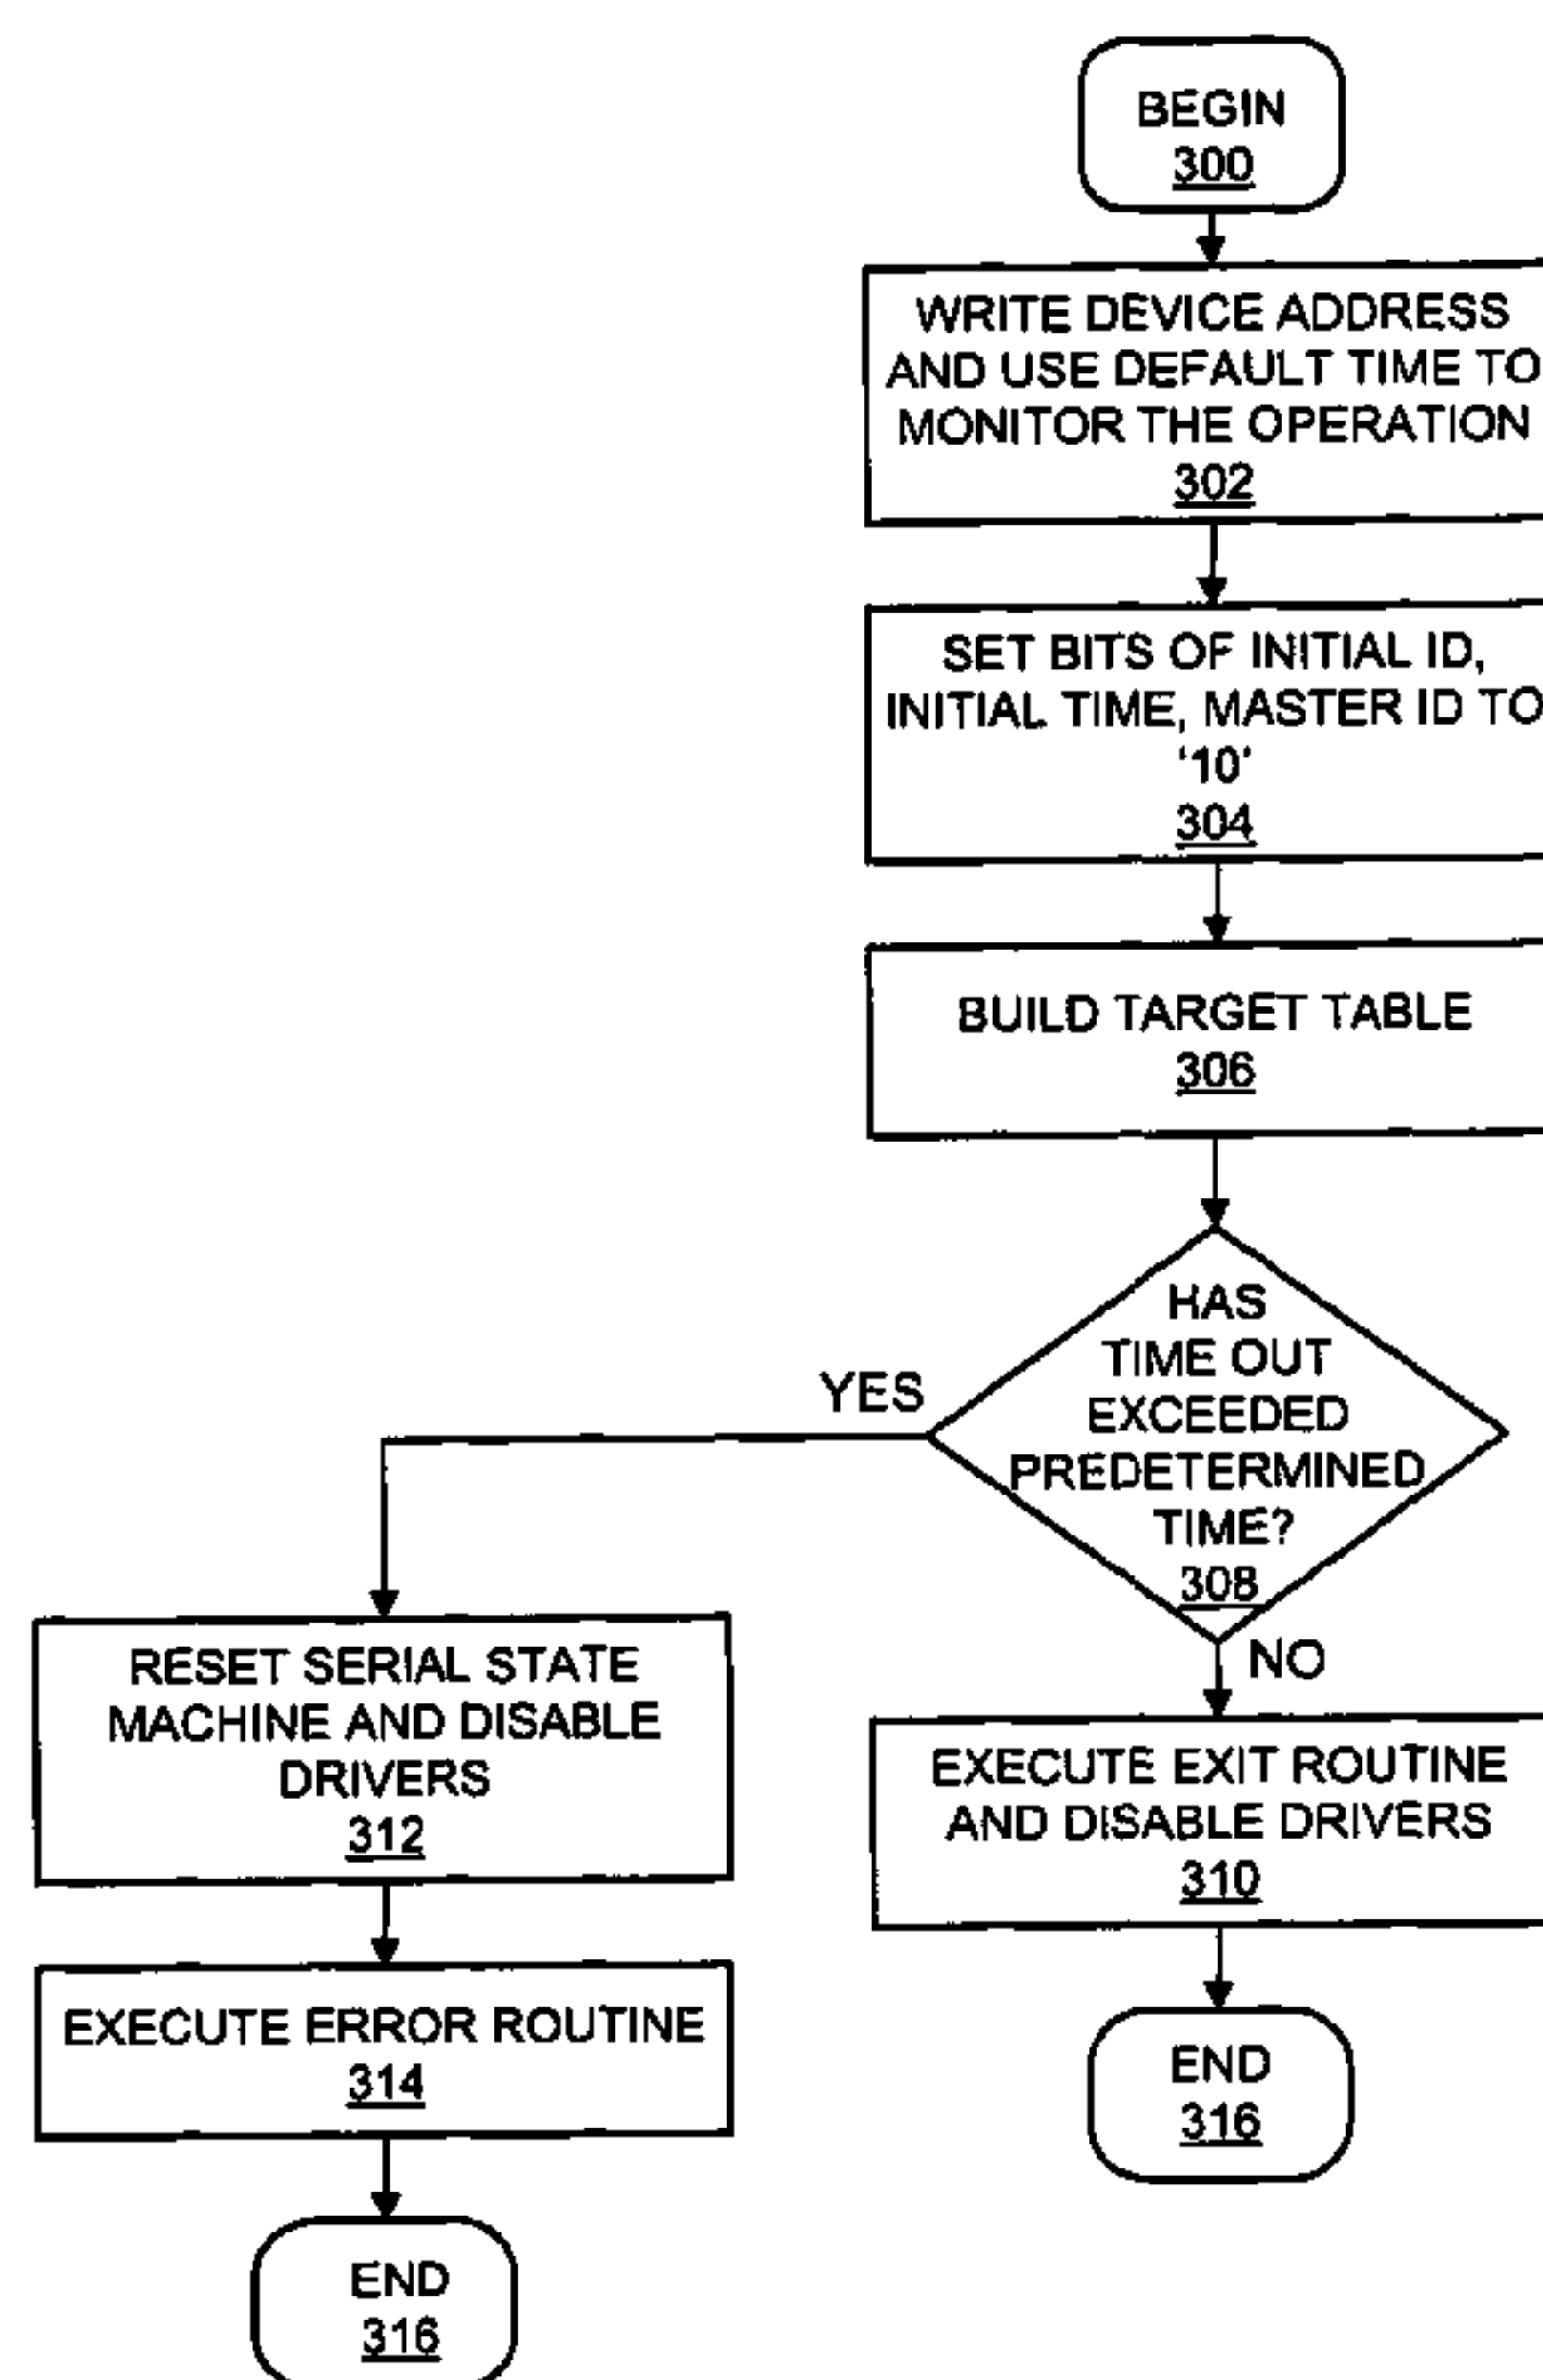 BEGIN
300
WRITE DEVICE ADDRESS
AND USE DEFAULT TIME TO
MONITOR THE OPERATION
302
SET BITS OF INITIAL ID,
INITIAL TIME, MASTER ID TO
'10'
304
BUILD TARGET TABLE
306
HAS
TIME OUT
EXCEEDED
PREDETERMINED
TIME?
308
YES
NO
RESET SERIAL STATE
MACHINE AND DISABLE
DRIVERS
312
EXECUTE EXIT ROUTINE
AND DISABLE DRIVERS
310
EXECUTE ERROR ROUTINE
314
END
316
END
316